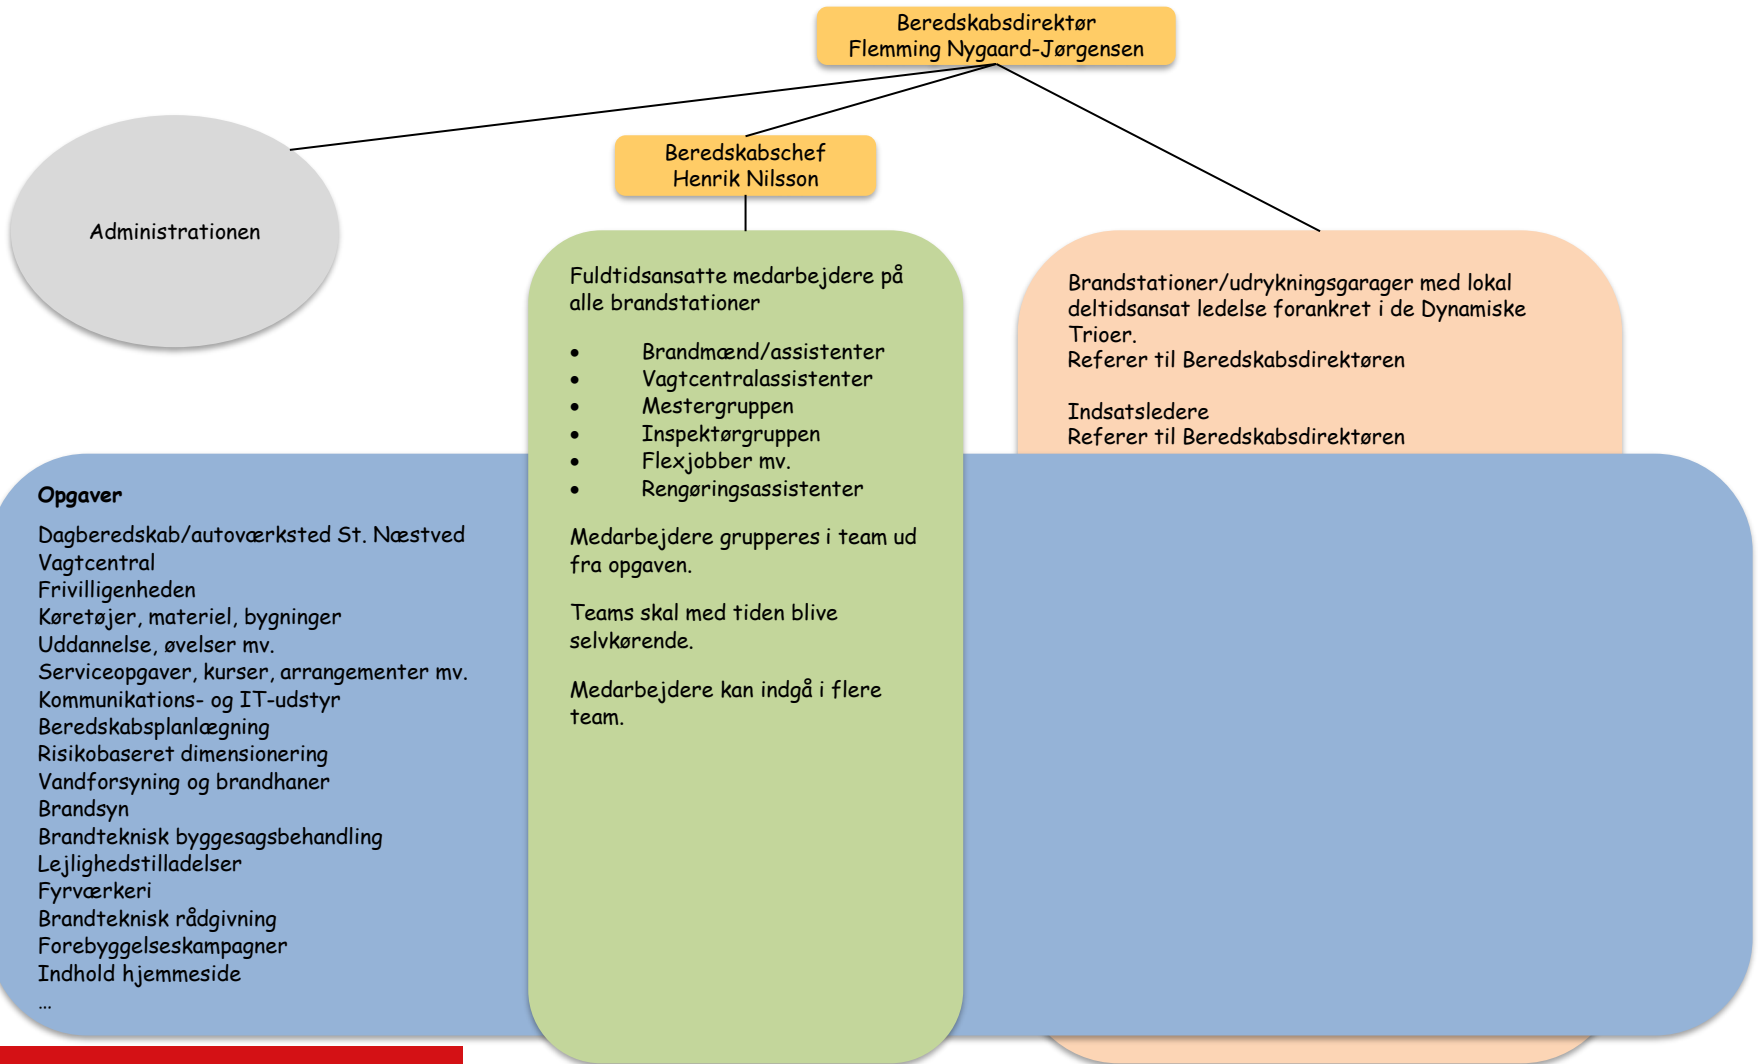 Beredskabsdirektør
Flemming Nygaard-Jørgensen
Beredskabschef
Henrik Nilsson
Administrationen
Fuldtidsansatte medarbejdere på
alle brandstationer
• Brandmænd/assistenter
• Vagtcentralassistenter
• Mestergruppen
• Inspektørgruppen
• Flexjobber mv.
• Rengøringsassistenter
Medarbejdere grupperes i team ud
fra opgaven.
Teams skal med tiden blive
selvkørende.
Medarbejdere kan indgå i flere
team.
Brandstationer/udrykningsgarager med lokal
deltidsansat ledelse forankret i de Dynamiske
Trioer.
Referer til Beredskabsdirektøren
Indsatsledere
Referer til Beredskabsdirektøren
Opgaver
Dagberedskab/autoværksted St. Næstved
Vagtcentral
Frivilligenheden
Køretøjer, materiel, bygninger
Uddannelse, øvelser mv.
Serviceopgaver, kurser, arrangementer mv.
Kommunikations- og IT-udstyr
Beredskabsplanlægning
Risikobaseret dimensionering
Vandforsyning og brandhaner
Brandsyn
Brandteknisk byggesagsbehandling
Lejlighedstilladelser
Fyrværkeri
Brandteknisk rådgivning
Forebyggelseskampagner
Indhold hjemmeside
…